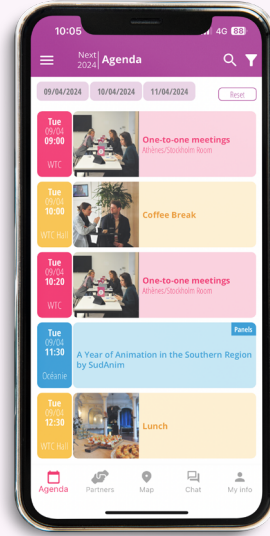 10:05
4G 88
Next
2024
Agenda
09/04/2024
10/04/2024
11/04/2024
Reset
Tue
09/04
09:00
WTC
One-to-one meetings
Athènes/Stockholm Room
Tue
09/04
10:00
WTC Hall
Coffee Break
Tue
09/04
10:20
WTC
One-to-one meetings
Athènes/Stockholm Room
Tue
09/04
11:30
Océanie
Panels
A Year of Animation in the Southern Region
by SudAnim
Tue
09/04
12:30
WTC Hall
Lunch
Agenda
Partners
Map
Chat
My info